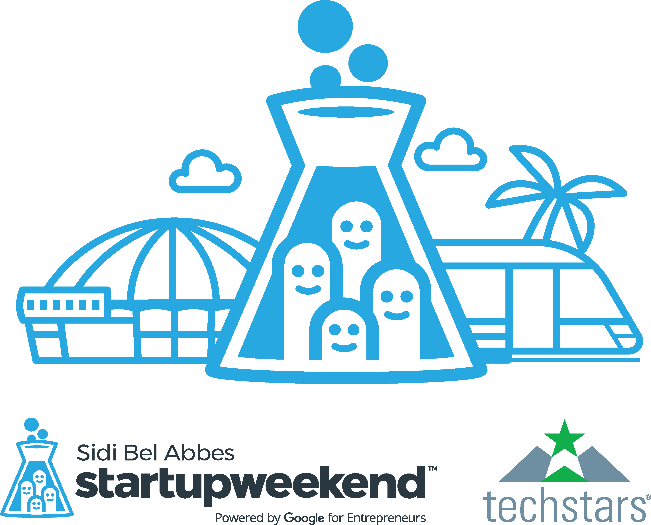 Sidi Bel Abbes
startupweekend™
Powered by Google for Entrepreneurs
techstars®